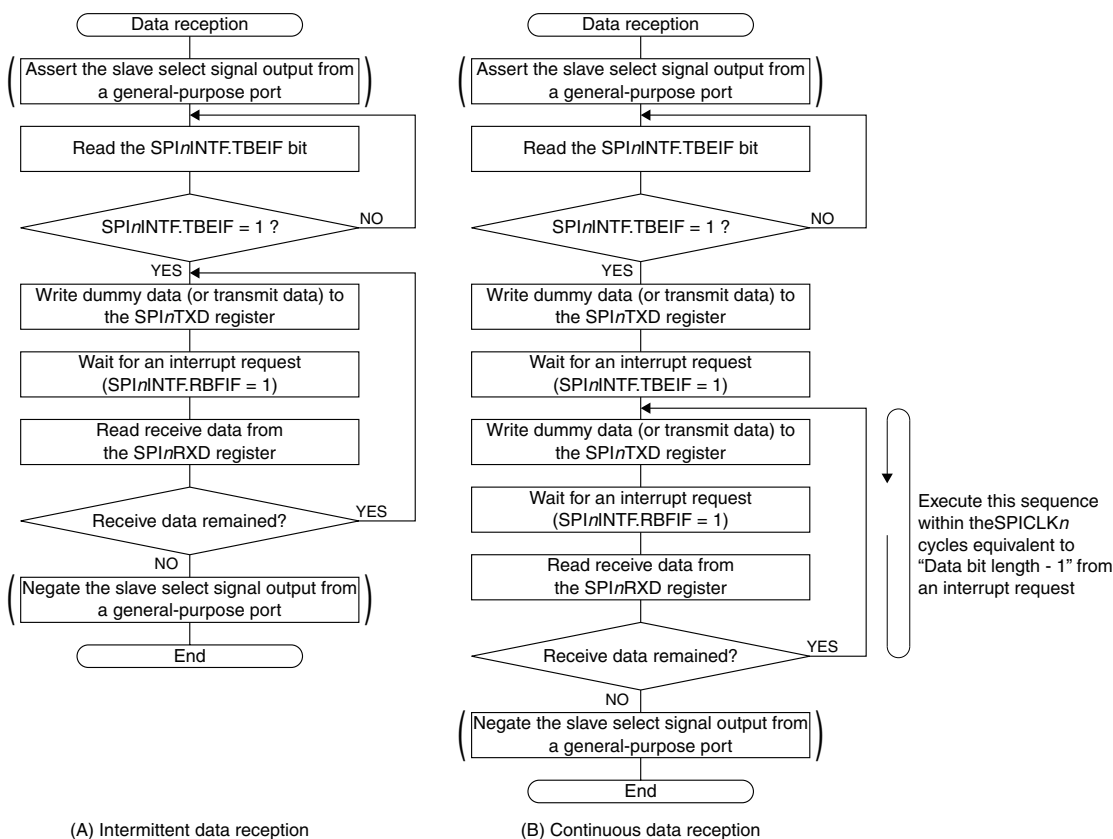 Data reception
(Assert the slave select signal output from
a general-purpose port)
Read the SPInINTF.TBEIF bit
SPInINTF.TBEIF = 1 ?
NO
YES
Write dummy data (or transmit data) to
the SPInTXD register
Wait for an interrupt request
(SPInINTF.RBFIF = 1)
Read receive data from
the SPInRXD register
Receive data remained?
YES
NO
(Negate the slave select signal output from
a general-purpose port)
End
(A) Intermittent data reception
Data reception
(Assert the slave select signal output from
a general-purpose port)
Read the SPInINTF.TBEIF bit
SPInINTF.TBEIF = 1 ?
NO
YES
Write dummy data (or transmit data) to
the SPInTXD register
Wait for an interrupt request
(SPInINTF.TBEIF = 1)
Write dummy data (or transmit data) to
the SPInTXD register
Wait for an interrupt request
(SPInINTF.RBFIF = 1)
Read receive data from
the SPInRXD register
Receive data remained?
YES
NO
(Negate the slave select signal output from
a general-purpose port)
End
Execute this sequence
within theSPICLKn
cycles equivalent to
“Data bit length - 1” from
an interrupt request
(B) Continuous data reception